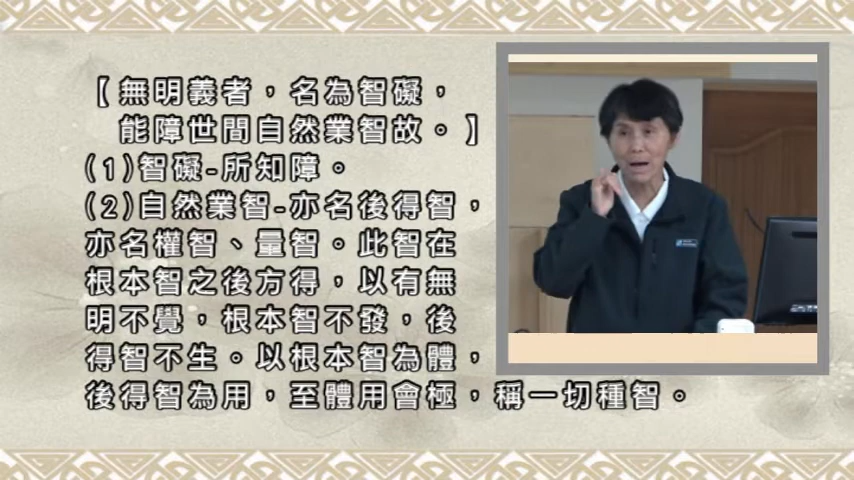 【無明義者，名為智礙，
能障世間自然業智故。】
(1)智礙-所知障。
(2)自然業智-亦名後得智，
亦名權智、量智。此智在
根本智之後方得，以有無
明不覺，根本智不發，後
得智不生。以根本智為體，
後得智為用，至體用會極，稱一切種智。